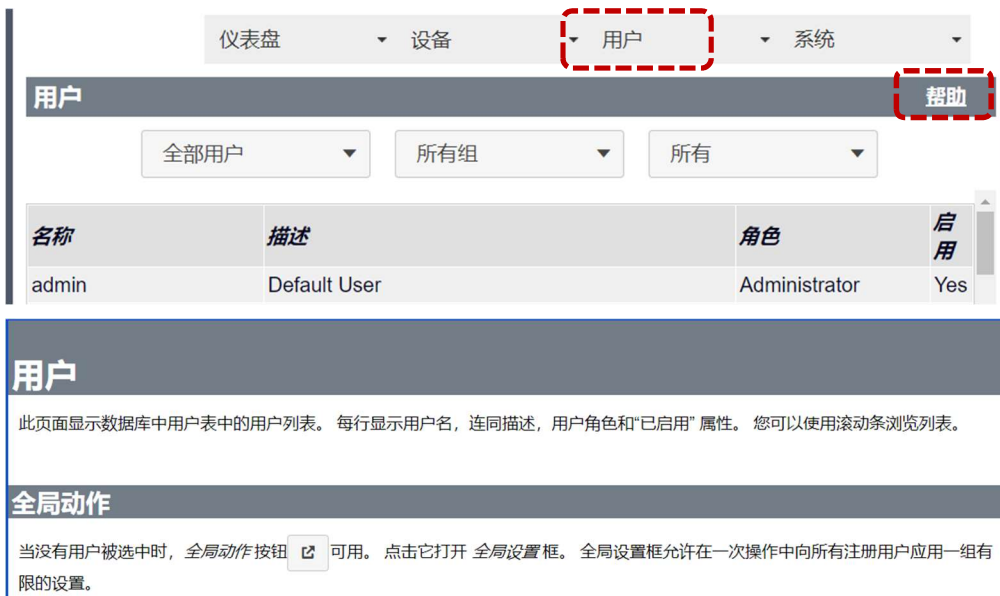 仪表盘 设备 用户 系统
用户 帮助
全部用户 所有组 所有
名称 描述 角色 启用
admin Default User Administrator Yes
用户
此页面显示数据库中用户表中的用户列表。 每行显示用户名，连同描述，用户角色和“已启用” 属性。 您可以使用滚动条浏览列表。
全局动作
当没有用户被选中时，全局动作 按钮 可用。 点击它打开 全局设置 框。 全局设置框允许在一次操作中向所有注册用户应用一组有
限的设置。